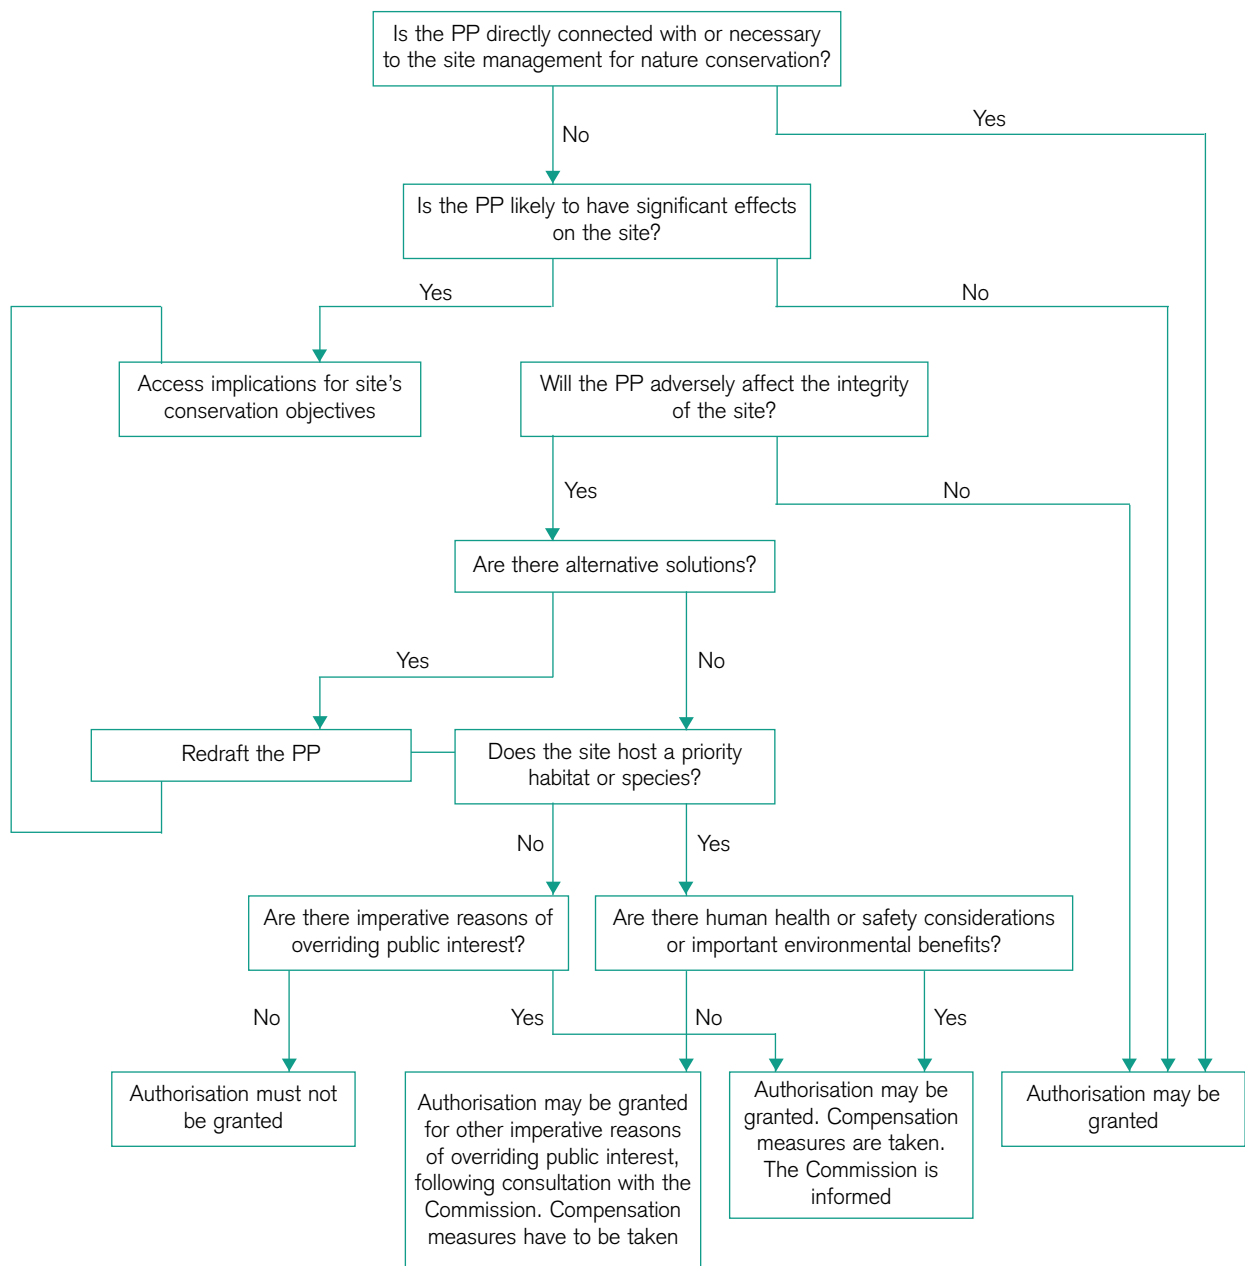 Is the PP directly connected with or necessary
to the site management for nature conservation?
Yes
No
Is the PP likely to have significant effects
on the site?
Yes
No
Access implications for site's
conservation objectives
Will the PP adversely affect the integrity
of the site?
Yes
No
Are there alternative solutions?
Yes
No
Redraft the PP
Does the site host a priority
habitat or species?
No
Yes
Are there imperative reasons of
overriding public interest?
Are there human health or safety considerations
or important environmental benefits?
No
Yes
No
Yes
Authorisation must not
be granted
Authorisation may be granted
for other imperative reasons
of overriding public interest,
following consultation with the
Commission. Compensation
measures have to be taken
Authorisation may be
granted. Compensation
measures are taken.
The Commission is
informed
Authorisation may be
granted